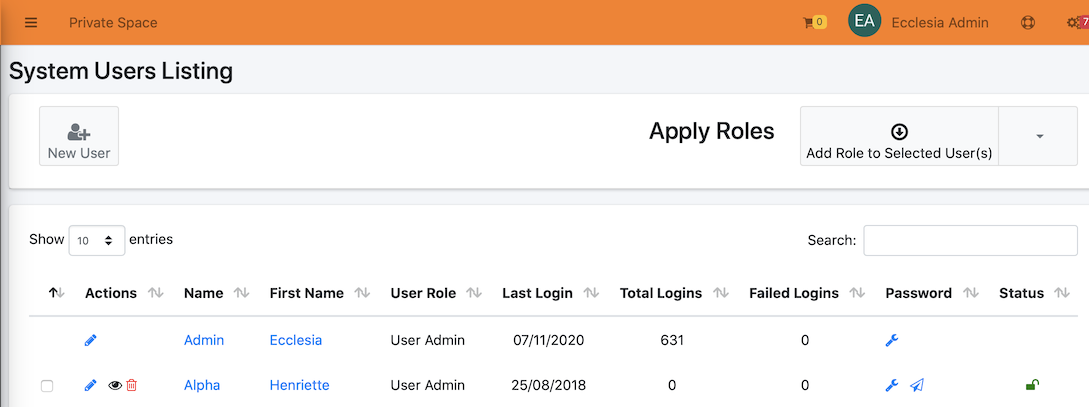 Private Space 0 EA Ecclesia Admin 7
System Users Listing
New User Apply Roles Add Role to Selected User(s)
Show 10 entries Search:
Actions Name First Name User Role Last Login Total Logins Failed Logins Password Status
Admin Ecclesia User Admin 07/11/2020 631 0
Alpha Henriette User Admin 25/08/2018 0 0